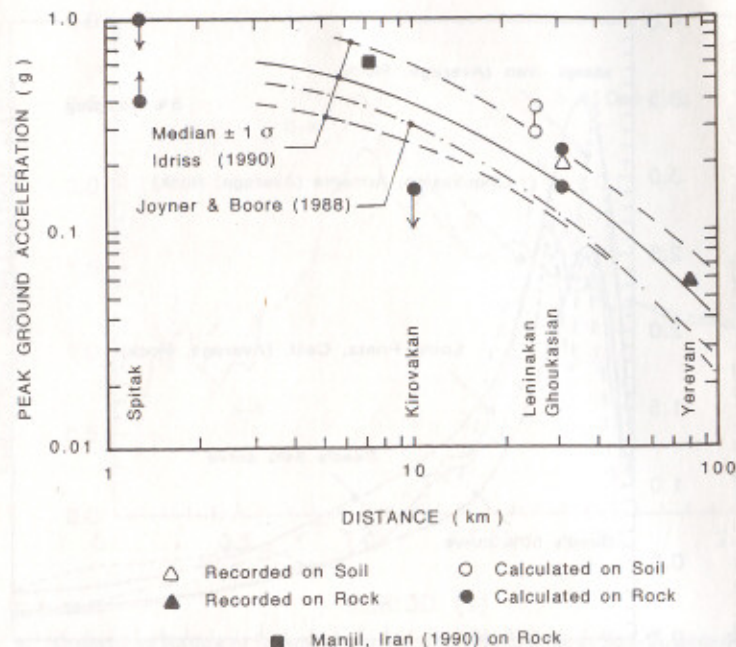 PEAK GROUND ACCELERATION (g)
1.0
0.1
0.01
Median ± 1 σ
Idriss (1990)
Joyner & Boore (1988)
Spitak
Kirovakan
Leninakan
Ghoukasian
Yerevan
1 10 100
DISTANCE (km)
△ Recorded on Soil ○ Calculated on Soil
▲ Recorded on Rock ● Calculated on Rock
■ Manjil, Iran (1990) on Rock